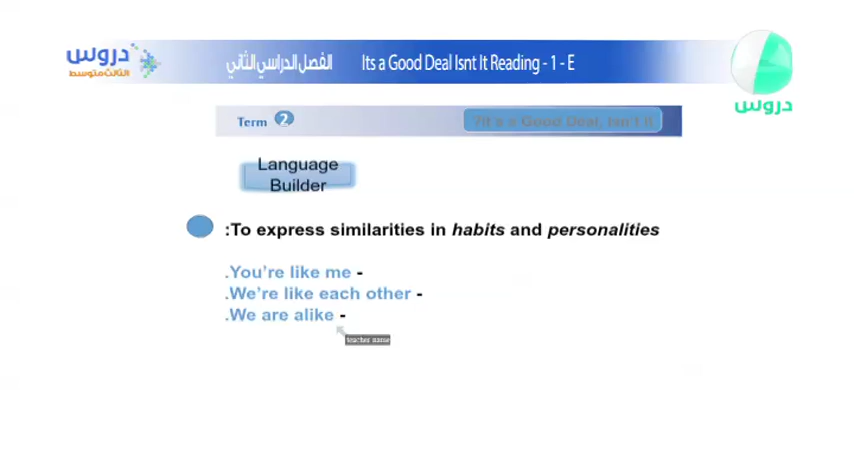 دروس
الثالث متوسط
الفصل الدراسي الثاني
Its a Good Deal Isnt It Reading - 1 - E
دروس
Term 2
?It's a Good Deal, Isn't It
Language
Builder
:To express similarities in habits and personalities
.You're like me -
.We're like each other -
.We are alike -
teacher name